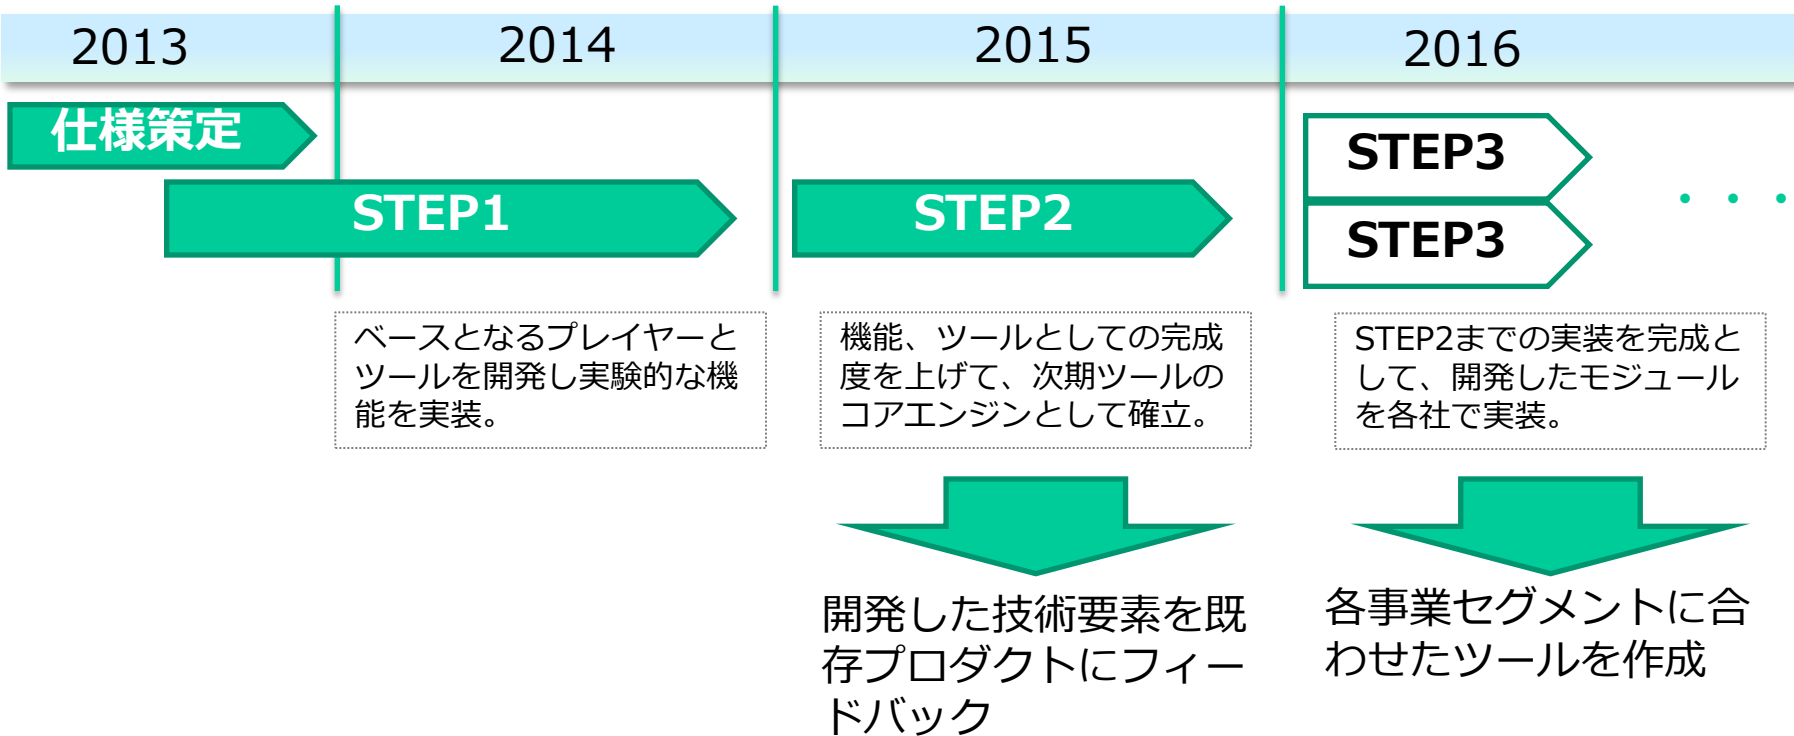 2013
2014
2015
2016
仕様策定
STEP1
STEP2
STEP3
STEP3
・・・
ベースとなるプレイヤーと
ツールを開発し実験的な機
能を実装。
機能、ツールとしての完成
度を上げて、次期ツールの
コアエンジンとして確立。
STEP2までの実装を完成と
して、開発したモジュール
を各社で実装。
開発した技術要素を既
存プロダクトにフィー
ドバック
各事業セグメントに合
わせたツールを作成